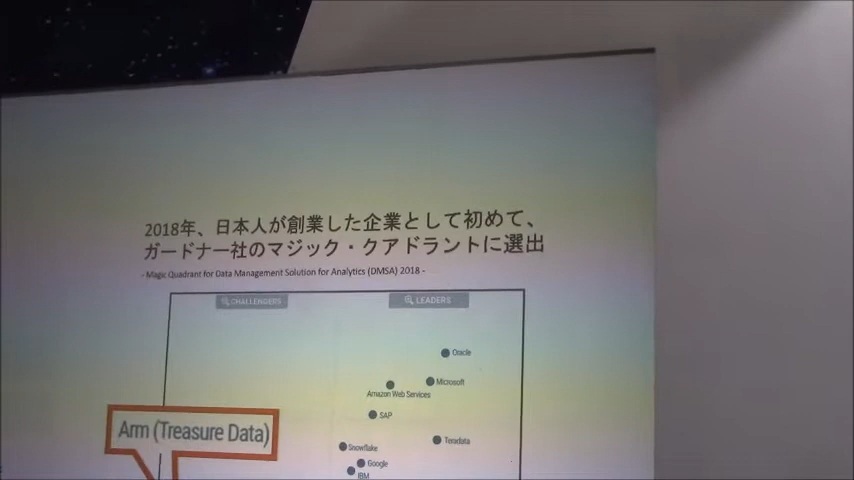 2018年、日本人が創業した企業として初めて、
ガードナー社のマジック・クアドラントに選出
- Magic Quadrant for Data Management Solution for Analytics (DMSA) 2018 -
CHALLENGERS
LEADERS
Oracle
Microsoft
Amazon Web Services
SAP
Arm (Treasure Data)
Teradata
Snowflake
Google
IBM